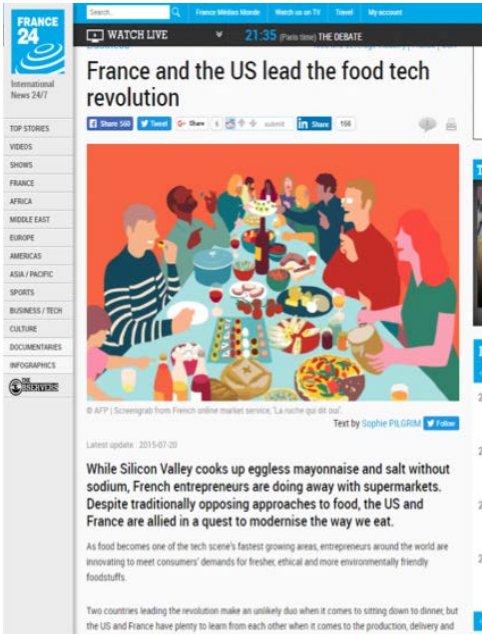 Search...
France Médias Monde
Watch us on TV
Travel
My account
FRANCE
24
International
News 24/7
WATCH LIVE
21:35 (Paris time) THE DEBATE
France and the US lead the food tech
revolution
Share 560
Tweet
G+ Share 6
submit
in Share 156
TOP STORIES
VIDEOS
SHOWS
FRANCE
AFRICA
MIDDLE EAST
EUROPE
AMERICAS
ASIA / PACIFIC
SPORTS
BUSINESS / TECH
CULTURE
DOCUMENTARIES
INFOGRAPHICS
THE
OBSERVERS
© AFP | Screengrab from French online market service, 'La ruche qui dit oui'.
Text by Sophie PILGRIM
Follow
Latest update : 2015-07-20
While Silicon Valley cooks up eggless mayonnaise and salt without
sodium, French entrepreneurs are doing away with supermarkets.
Despite traditionally opposing approaches to food, the US and
France are allied in a quest to modernise the way we eat.
As food becomes one of the tech scene's fastest growing areas, entrepreneurs around the world are
innovating to meet consumers' demands for fresher, ethical and more environmentally friendly
foodstuffs.
Two countries leading the revolution make an unlikely duo when it comes to sitting down to dinner, but
the US and France have plenty to learn from each other when it comes to the production, delivery and